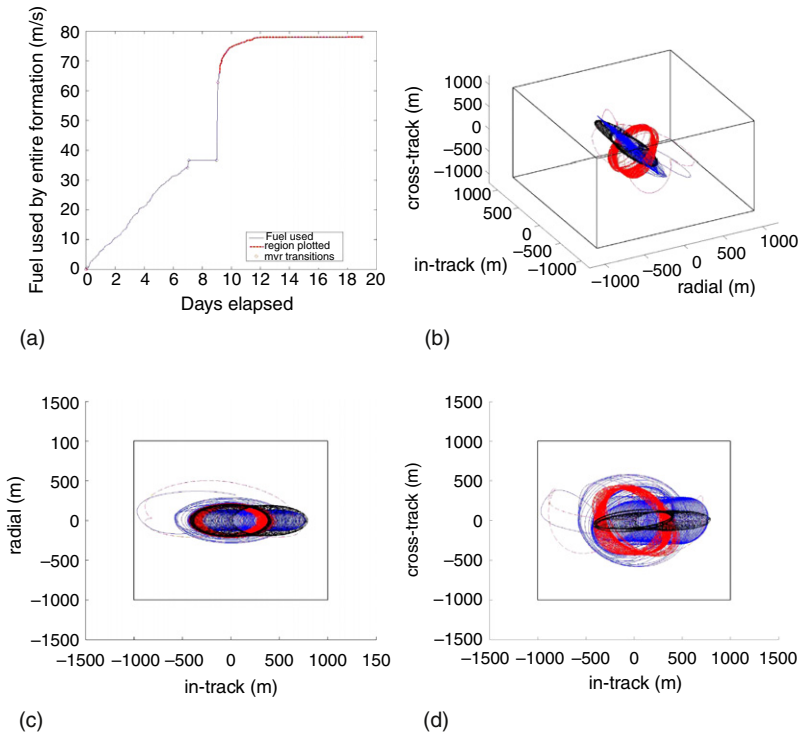 Fuel used by entire formation (m/s)
80
70
60
50
40
30
20
10
0
0 2 4 6 8 10 12 14 16 18 20
Days elapsed
Fuel used
region plotted
mvr transitions
(a)
cross-track (m)
1000
500
0
−500
−1000
1000
500
0
−500
−1000
in-track (m)
−1000
−500
0
500
1000
radial (m)
(b)
radial (m)
1500
100
500
0
−500
−1000
−1500
−1500 −1000 −500 0 500 1000 150
in-track (m)
(c)
cross-track (m)
1500
1000
500
0
−500
−1000
−1500
−1500 −1000 −500 0 500 1000 1500
in-track (m)
(d)